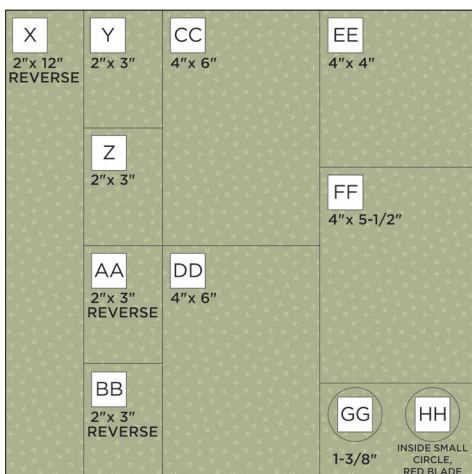 X
2"x 12"
REVERSE
Y
2"x 3"
Z
2"x 3"
AA
2"x 3"
REVERSE
BB
2"x 3"
REVERSE
CC
4"x 6"
DD
4"x 6"
EE
4"x 4"
FF
4"x 5-1/2"
GG
1-3/8"
HH
INSIDE SMALL
CIRCLE,
RED BLADE